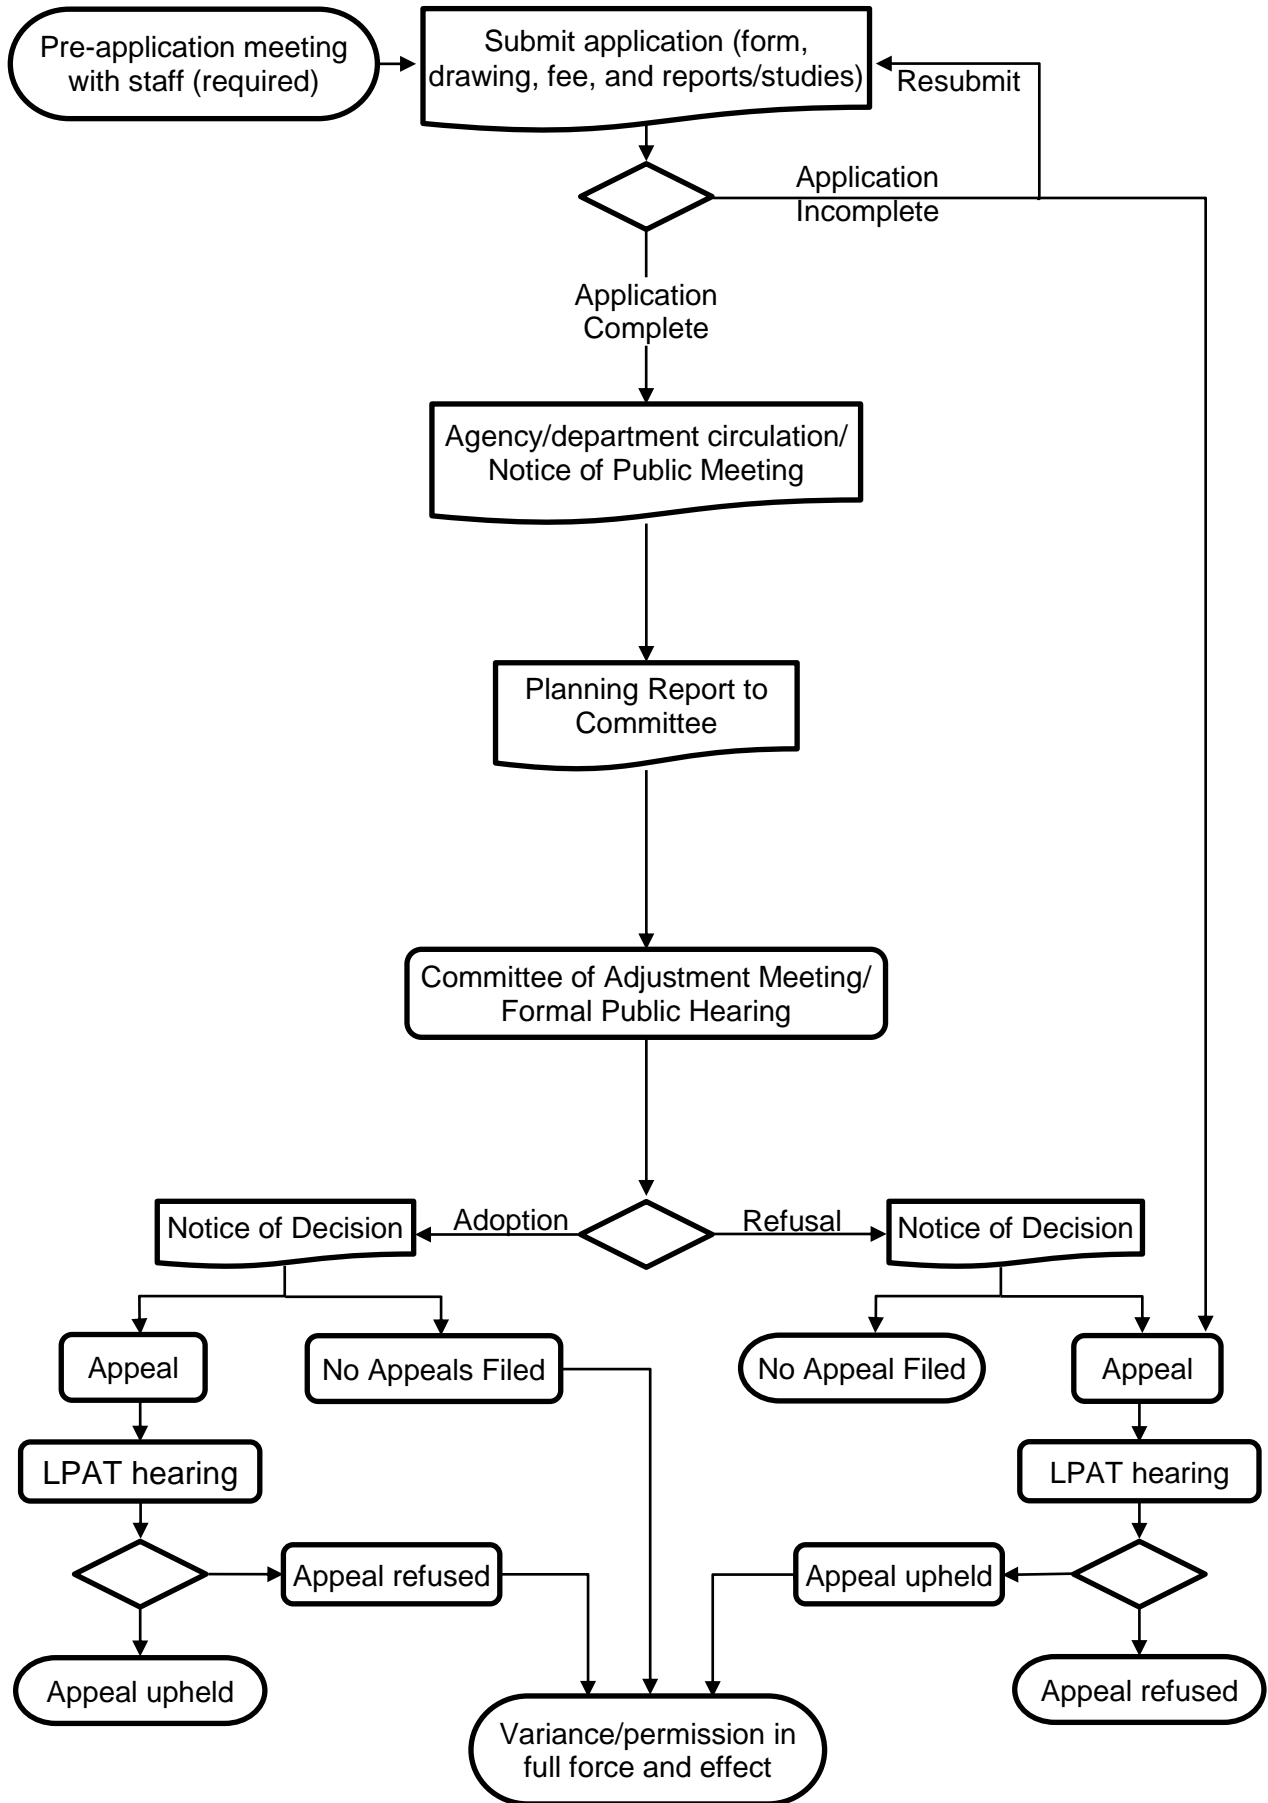 Pre-application meeting
with staff (required)
Submit application (form,
drawing, fee, and reports/studies)
Resubmit
Application
Incomplete
Application
Complete
Agency/department circulation/
Notice of Public Meeting
Planning Report to
Committee
Committee of Adjustment Meeting/
Formal Public Hearing
Notice of Decision
Adoption
Refusal
Notice of Decision
Appeal
No Appeals Filed
No Appeal Filed
Appeal
LPAT hearing
LPAT hearing
Appeal refused
Appeal upheld
Appeal upheld
Appeal refused
Variance/permission in
full force and effect